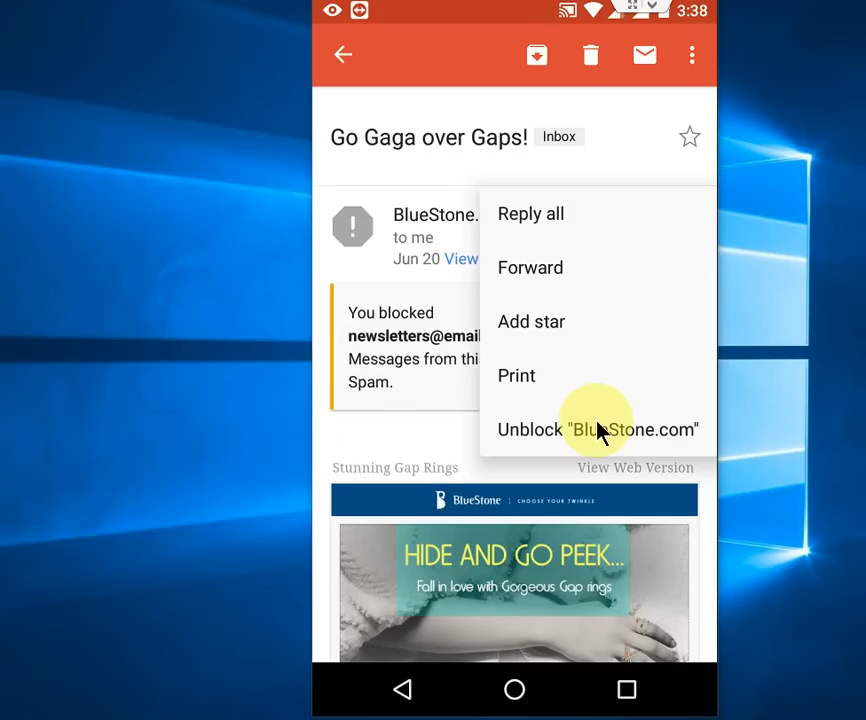 3:38
Go Gaga over Gaps! Inbox
BlueStone.
to me
Jun 20 View
Reply all
Forward
Add star
Print
Unblock "BlueStone.com"
You blocked
newsletters@email
Messages from this
Spam.
Stunning Gap Rings View Web Version
BlueStone | CHOOSE YOUR TWINKLE
HIDE AND GO PEEK...
Fall in love with Gorgeous Gap rings